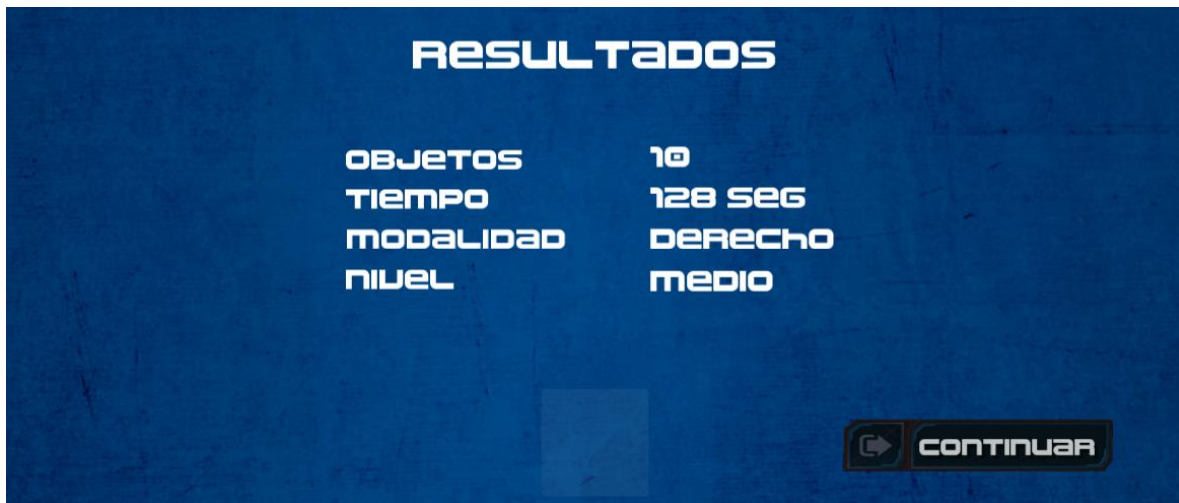 RESULTADOS
OBJETOS 10
TIEMPO 128 SEG
MODALIDAD DERECHO
NIVEL MEDIO
CONTINUAR